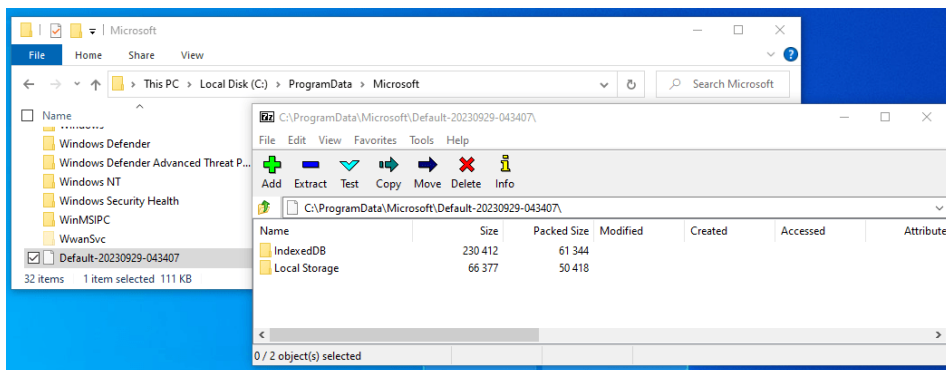 Microsoft
File Home Share View
This PC > Local Disk (C:) > ProgramData > Microsoft
Search Microsoft
Name
Windows Defender
Windows Defender Advanced Threat P...
Windows NT
Windows Security Health
WinMSIPC
WwanSvc
Default-20230929-043407
32 items 1 item selected 111 KB
C:\ProgramData\Microsoft\Default-20230929-043407\
File Edit View Favorites Tools Help
Add Extract Test Copy Move Delete Info
C:\ProgramData\Microsoft\Default-20230929-043407\
Name Size Packed Size Modified Created Accessed Attribute
IndexedDB 230 412 61 344
Local Storage 66 377 50 418
0 / 2 object(s) selected